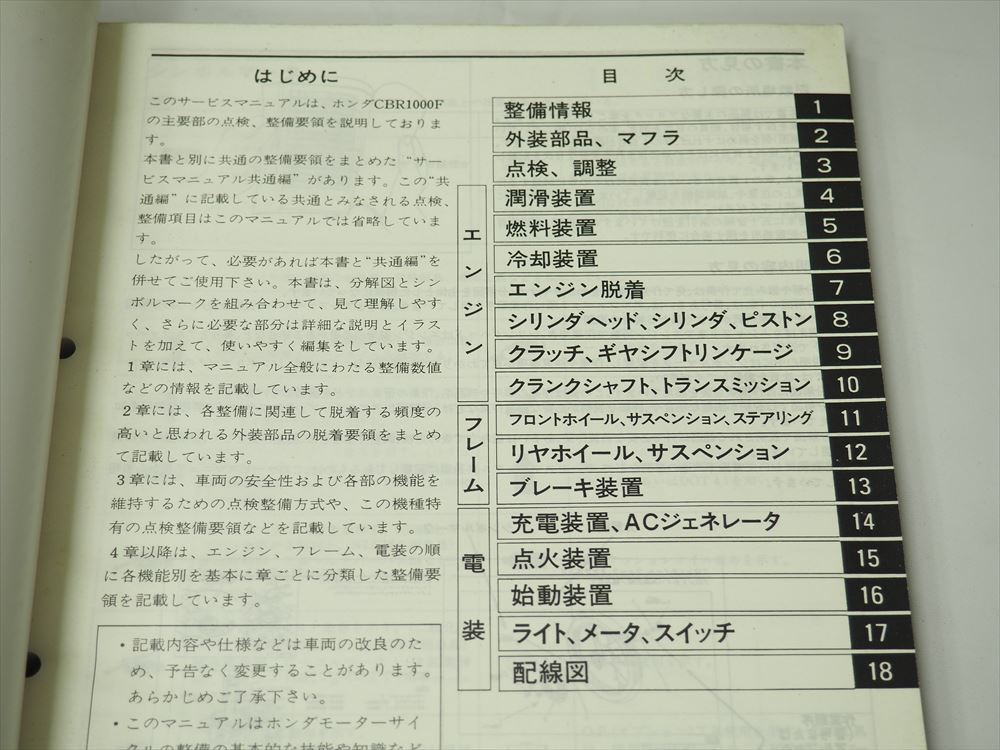 はじめに
このサービスマニュアルは、ホンダCBR1000F
の主要部の点検、整備要領を説明しておりま
す。
本書と別に共通の整備要領をまとめた“サー
ビスマニュアル共通編”があります。この“共
通編”に記載している共通とみなされる点検、
整備項目はこのマニュアルでは省略していま
す。
したがって、必要があれば本書と“共通編”を
併せてご使用下さい。本書は、分解図とシン
ボルマークを組み合わせて、見て理解しやす
く、さらに必要な部分は詳細な説明とイラス
トを加えて、使いやすく編集をしています。
1章には、マニュアル全般にわたる整備数値
などの情報を記載しています。
2章には、各整備に関連して脱着する頻度の
高いと思われる外装部品の脱着要領をまとめ
て記載しています。
3章には、車両の安全性および各部の機能を
維持するための点検整備方式や、この機種特
有の点検整備要領などを記載しています。
4章以降は、エンジン、フレーム、電装の順
に各機能別を基本に章ごとに分類した整備要
領を記載しています。
・記載内容や仕様などは車両の改良のた
め、予告なく変更することがあります。
あらかじめご了承下さい。
・このマニュアルはホンダモーターサイ
クルの整備の基本的な技能や知識など
目 次
整備情報 1
外装部品、マフラ 2
点検、調整 3
エンジン
潤滑装置 4
燃料装置 5
冷却装置 6
エンジン脱着 7
シリンダヘッド、シリンダ、ピストン 8
クラッチ、ギヤシフトリンケージ 9
クランクシャフト、トランスミッション 10
フレーム
フロントホイール、サスペンション、ステアリング 11
リヤホイール、サスペンション 12
ブレーキ装置 13
電装
充電装置、ACジェネレータ 14
点火装置 15
始動装置 16
ライト、メータ、スイッチ 17
配線図 18